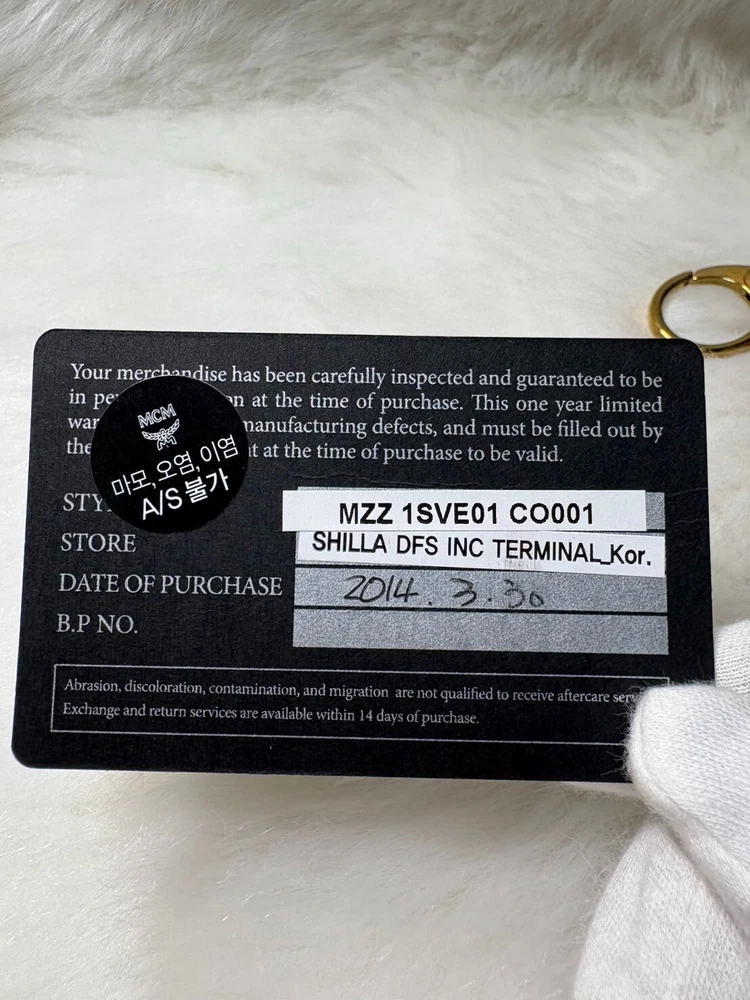 Your merchandise has been carefully inspected and guaranteed to be
in on at the time of purchase. This one year limited
manufacturing defects, and must be filled out by
the t at the time of purchase to be valid.
MCM
마모, 오염, 이염
A/S 불가
STY MZZ 1SVE01 CO001
STORE SHILLA DFS INC TERMINAL_Kor.
DATE OF PURCHASE 2014. 3. 30
B.P NO.
Abrasion, discoloration, contamination, and migration are not qualified to receive aftercare
Exchange and return services are available within 14 days of purchase.